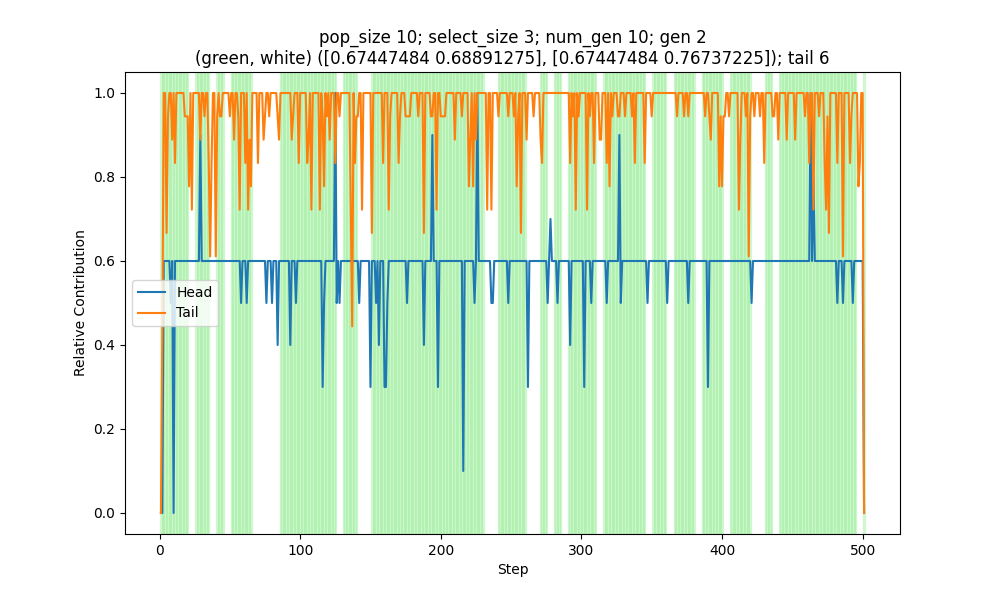 pop_size 10; select_size 3; num_gen 10; gen 2
(green, white) ([0.67447484 0.68891275], [0.67447484 0.76737225]); tail 6
1.0
0.8
0.6
0.4
0.2
0.0
Relative Contribution
Head
Tail
0 100 200 300 400 500
Step